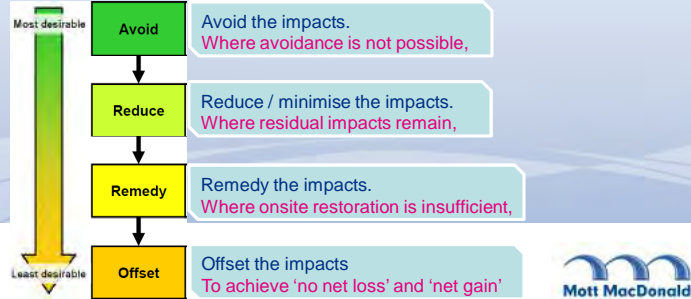 Most desirable
Avoid
Avoid the impacts.
Where avoidance is not possible,
Reduce
Reduce / minimise the impacts.
Where residual impacts remain,
Remedy
Remedy the impacts.
Where onsite restoration is insufficient,
Least desirable
Offset
Offset the impacts
To achieve ‘no net loss’ and ‘net gain’
Mott MacDonald